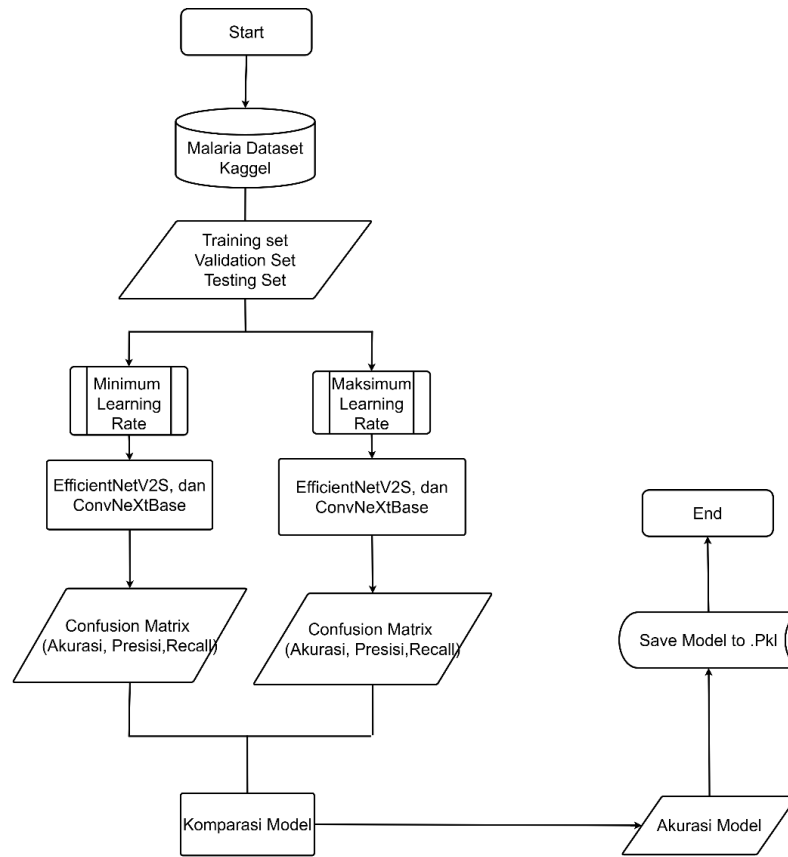 Start
Malaria Dataset
Kaggel
Training set
Validation Set
Testing Set
Minimum
Learning
Rate
Maksimum
Learning
Rate
EfficientNetV2S, dan
ConvNeXtBase
EfficientNetV2S, dan
ConvNeXtBase
Confusion Matrix
(Akurasi, Presisi,Recall)
Confusion Matrix
(Akurasi, Presisi,Recall)
Komparasi Model
Akurasi Model
Save Model to .Pkl
End